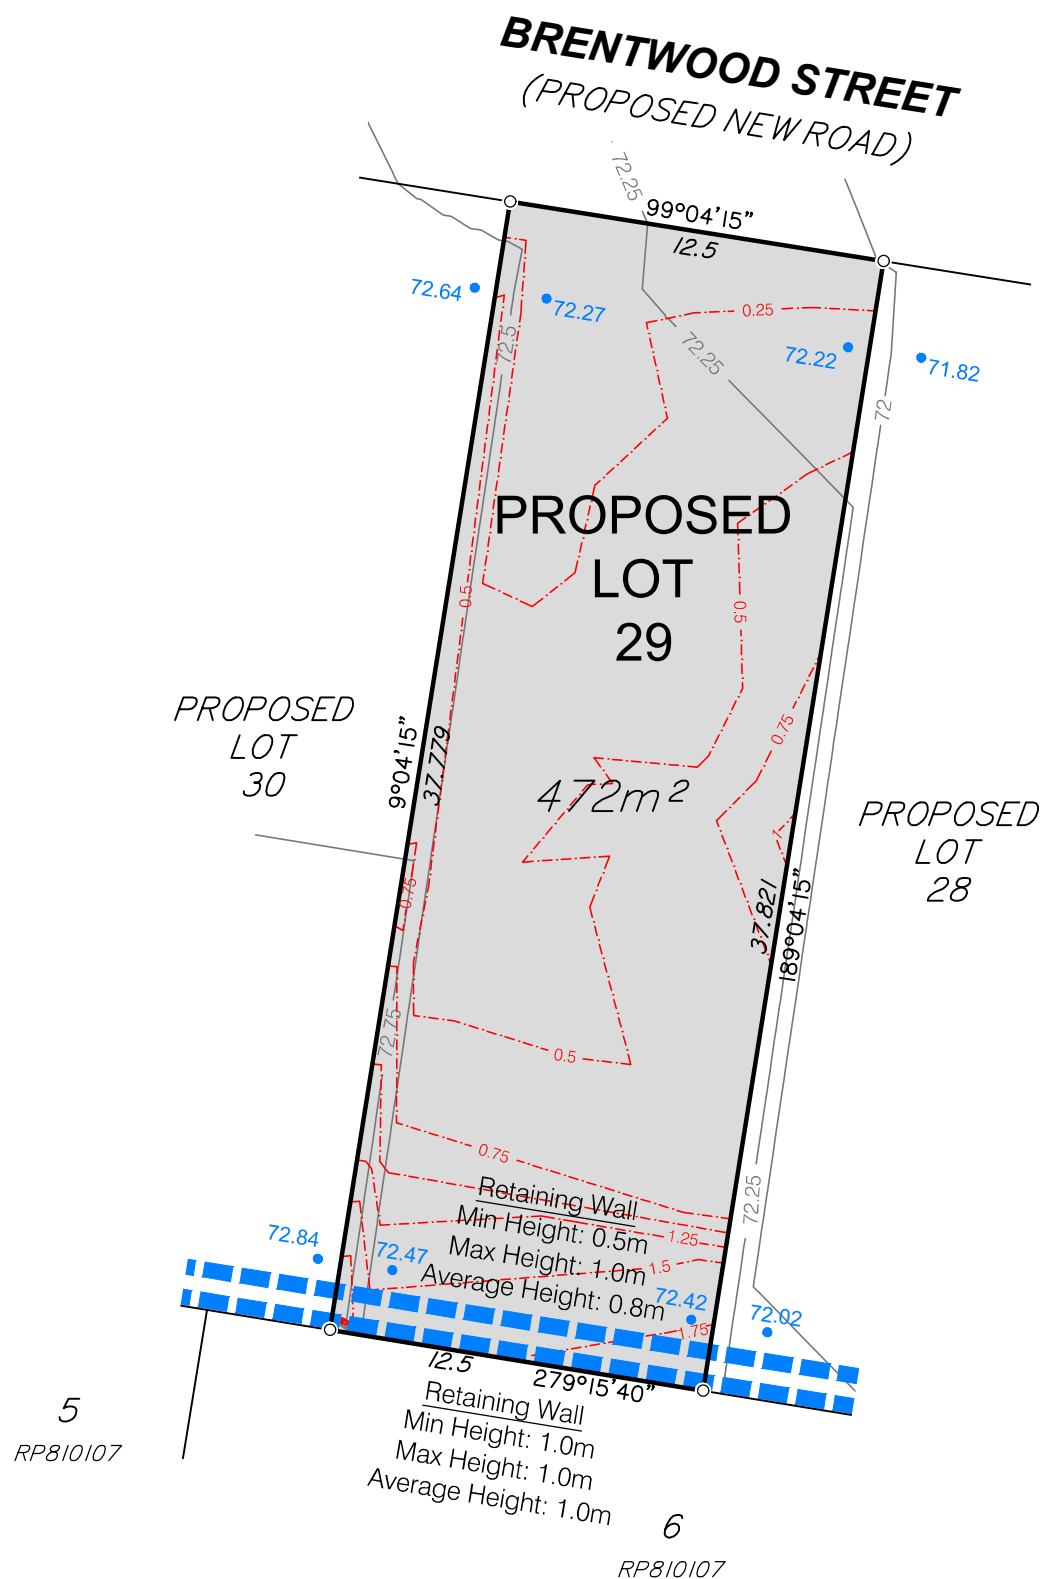 BRENTWOOD STREET
(PROPOSED NEW ROAD)
72.25
99°04'15"
12.5
72.64
72.27
0.25
72.22
71.82
72.5
72.25
72
PROPOSED
LOT
29
0.5
0.5
PROPOSED
LOT
30
9°04'15"
37.779
0.75
472m²
PROPOSED
LOT
28
1
0.75
37.821
189°04'15"
72.75
0.5
0.75
72.25
Retaining Wall
Min Height: 0.5m
Max Height: 1.0m
Average Height: 0.8m
1.25
1.5
1.75
72.84
72.47
72.42
72.02
12.5
279°15'40"
Retaining Wall
Min Height: 1.0m
Max Height: 1.0m
Average Height: 1.0m
5
RP810107
6
RP810107